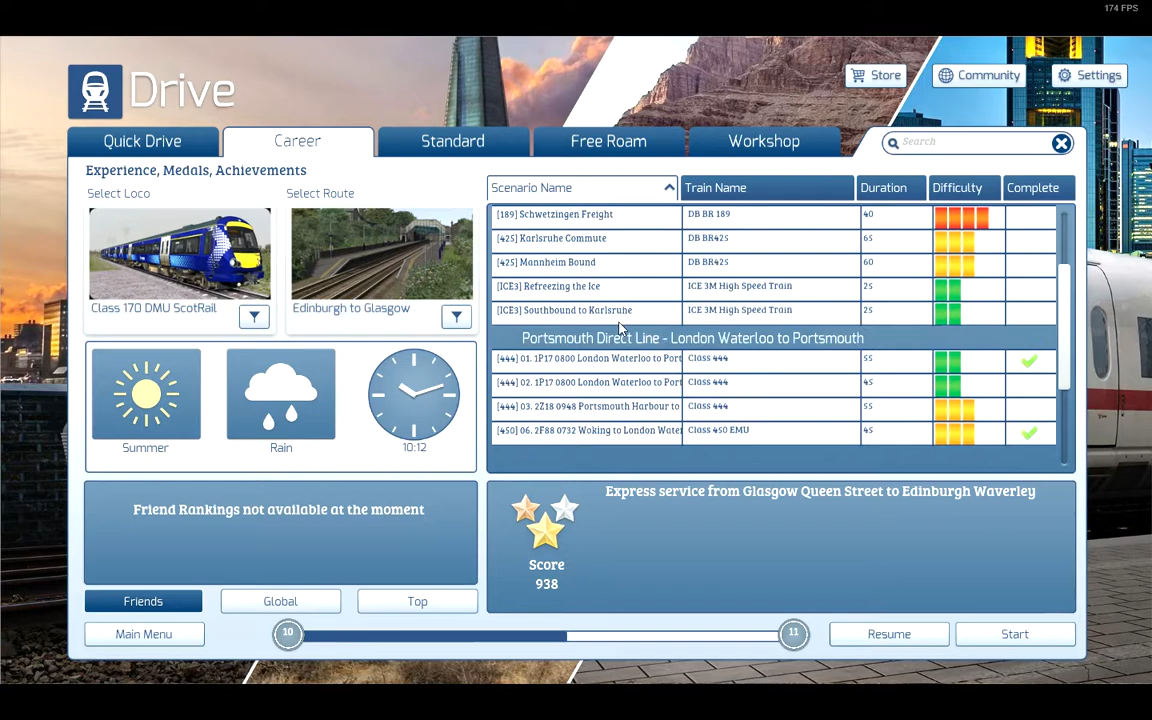 174 FPS
Drive
Store
Community
Settings
Quick Drive
Career
Standard
Free Roam
Workshop
Search
Experience, Medals, Achievements
Select Loco
Select Route
Class 170 DMU ScotRail
Edinburgh to Glasgow
Summer
Rain
10:12
Scenario Name
Train Name
Duration
Difficulty
Complete
[189] Schwetzingen Freight DB BR 189 40
[425] Karlsruhe Commute DB BR425 65
[425] Mannheim Bound DB BR425 60
[ICE3] Refreezing the Ice ICE 3M High Speed Train 25
[ICE3] Southbound to Karlsruhe ICE 3M High Speed Train 25
Portsmouth Direct Line - London Waterloo to Portsmouth
[444] 01. 1P17 0800 London Waterloo to Port Class 444 55
[444] 02. 1P17 0800 London Waterloo to Port Class 444 45
[444] 03. 2Z18 0948 Portsmouth Harbour to Class 444 55
[450] 06. 2F88 0732 Woking to London Water Class 450 EMU 45
Friend Rankings not available at the moment
Express service from Glasgow Queen Street to Edinburgh Waverley
Score
938
Friends
Global
Top
Main Menu
10
11
Resume
Start